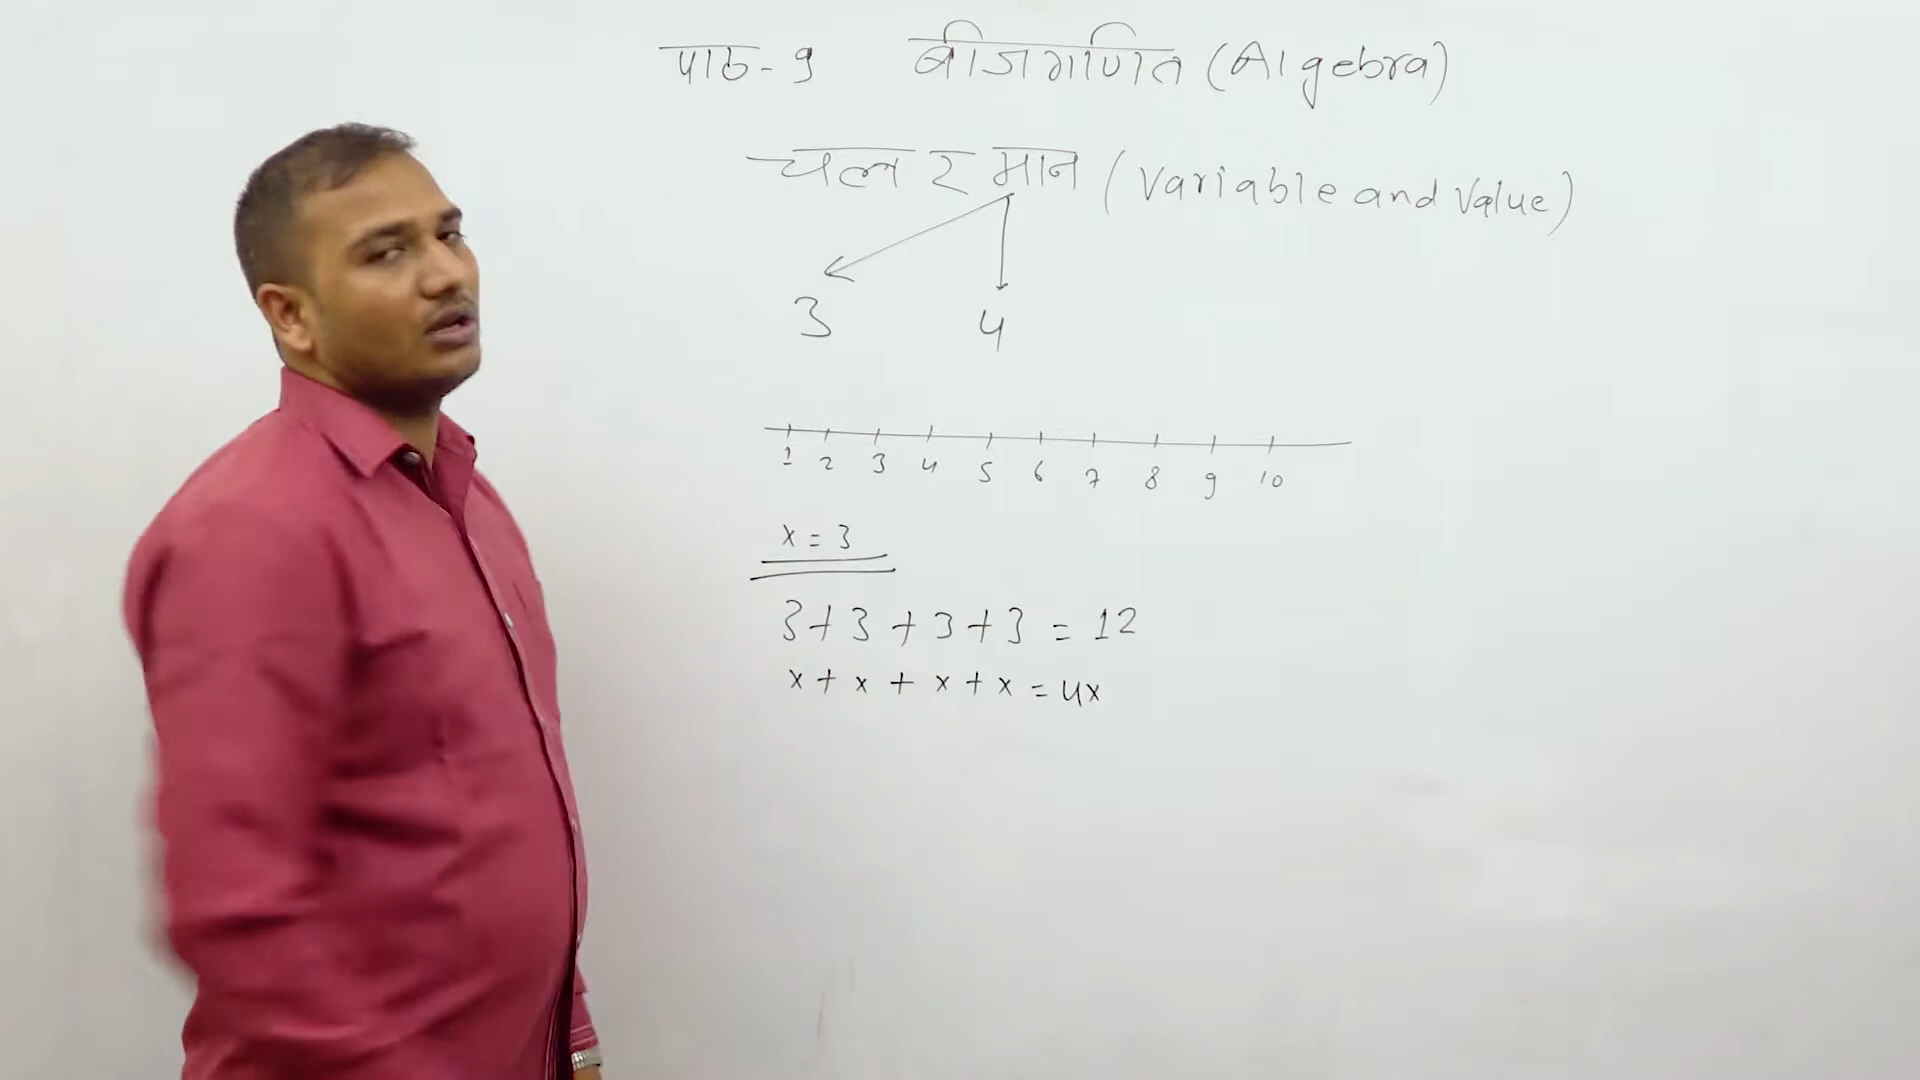 पाठ-9 बीजगणित (Algebra)
चल र मान (Variable and Value)
3 4
1 2 3 4 5 6 7 8 9 10
x = 3
3+3+3+3 = 12
x + x + x + x = 4x